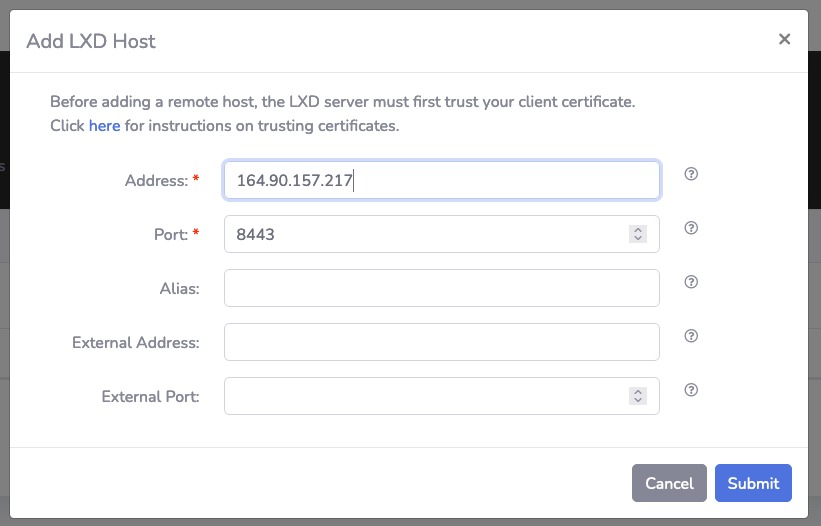 Add LXD Host
×
Before adding a remote host, the LXD server must first trust your client certificate.
Click here for instructions on trusting certificates.
Address: * 164.90.157.217
Port: * 8443
Alias:
External Address:
External Port:
Cancel Submit